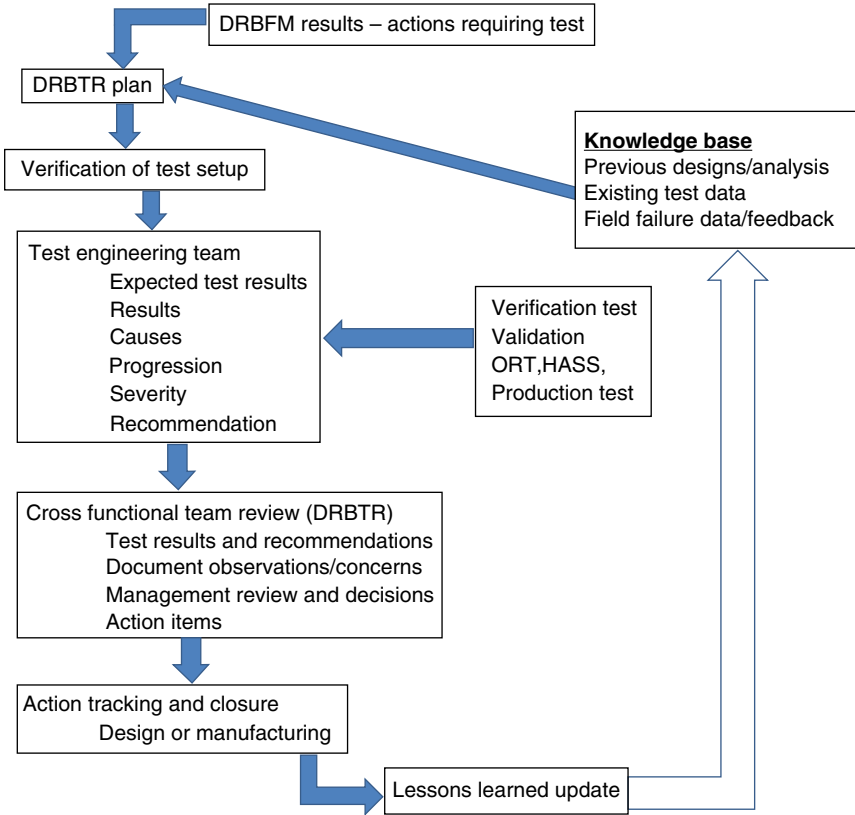 DRBFM results – actions requiring test
DRBTR plan
Knowledge base
Previous designs/analysis
Existing test data
Field failure data/feedback
Verification of test setup
Test engineering team
Expected test results
Results
Causes
Progression
Severity
Recommendation
Verification test
Validation
ORT,HASS,
Production test
Cross functional team review (DRBTR)
Test results and recommendations
Document observations/concerns
Management review and decisions
Action items
Action tracking and closure
Design or manufacturing
Lessons learned update